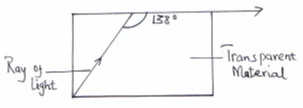 138°
Ray of
light
Transparent
Material